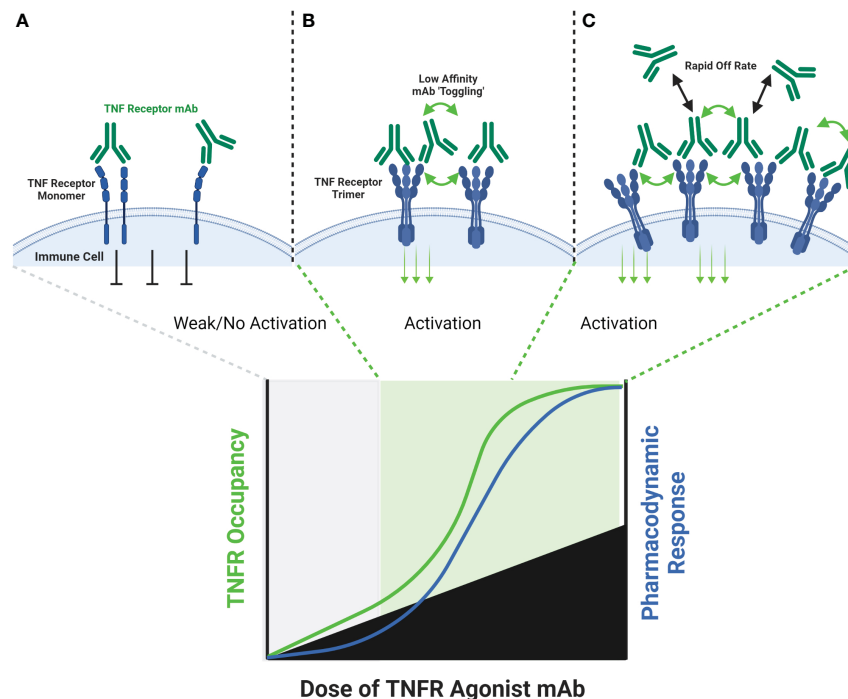 A
B
C
TNF Receptor mAb
TNF Receptor
Monomer
Immune Cell
Low Affinity
mAb 'Toggling'
TNF Receptor
Trimer
Rapid Off Rate
Weak/No Activation
Activation
Activation
TNFR Occupancy
Pharmacodynamic
Response
Dose of TNFR Agonist mAb